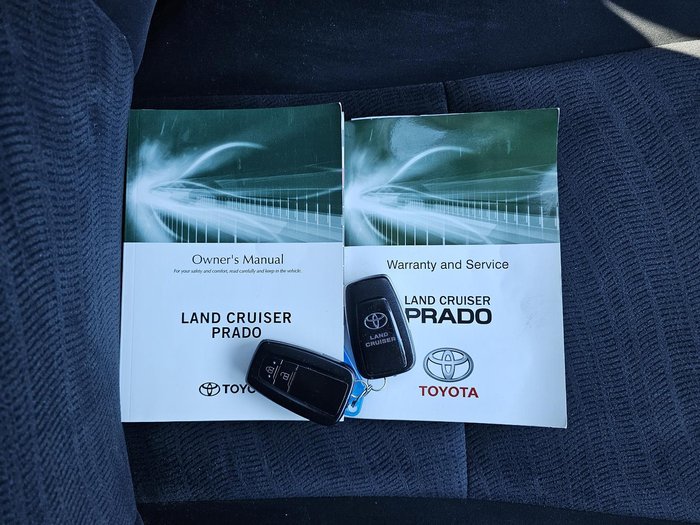 Owner's Manual
For your safety and comfort, read carefully and keep in the vehicle.
LAND CRUISER
PRADO
TOYO
Warranty and Service
LAND CRUISER
PRADO
TOYOTA
LAND
CRUISER